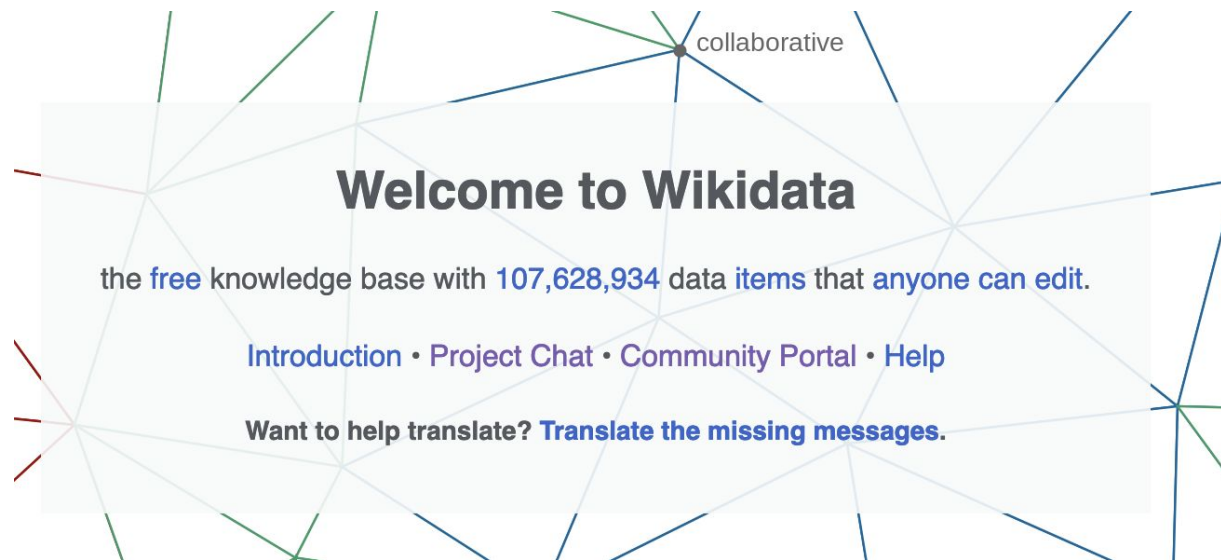 collaborative
Welcome to Wikidata
the free knowledge base with 107,628,934 data items that anyone can edit.
Introduction • Project Chat • Community Portal • Help
Want to help translate? Translate the missing messages.